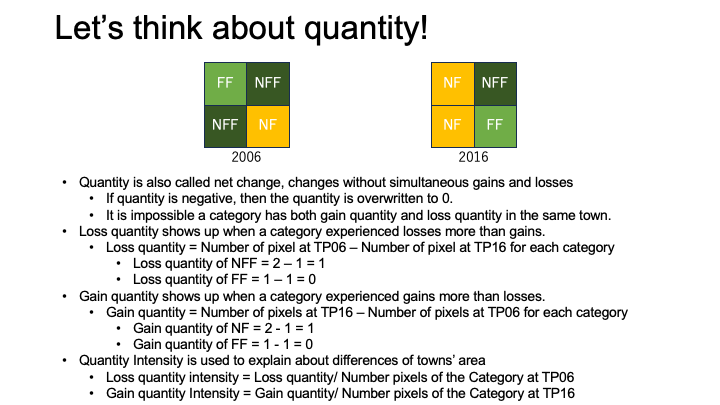 Let's think about quantity!
FF NFF
NFF NF
2006
NF NFF
NF FF
2016
• Quantity is also called net change, changes without simultaneous gains and losses
• If quantity is negative, then the quantity is overwritten to 0.
• It is impossible a category has both gain quantity and loss quantity in the same town.
• Loss quantity shows up when a category experienced losses more than gains.
• Loss quantity = Number of pixel at TP06 – Number of pixel at TP16 for each category
• Loss quantity of NFF = 2 – 1 = 1
• Loss quantity of FF = 1 – 1 = 0
• Gain quantity shows up when a category experienced gains more than losses.
• Gain quantity = Number of pixels at TP16 – Number of pixels at TP06 for each category
• Gain quantity of NF = 2 - 1 = 1
• Gain quantity of FF = 1 - 1 = 0
• Quantity Intensity is used to explain about differences of towns' area
• Loss quantity intensity = Loss quantity/ Number pixels of the Category at TP06
• Gain quantity Intensity = Gain quantity/ Number pixels of the Category at TP16